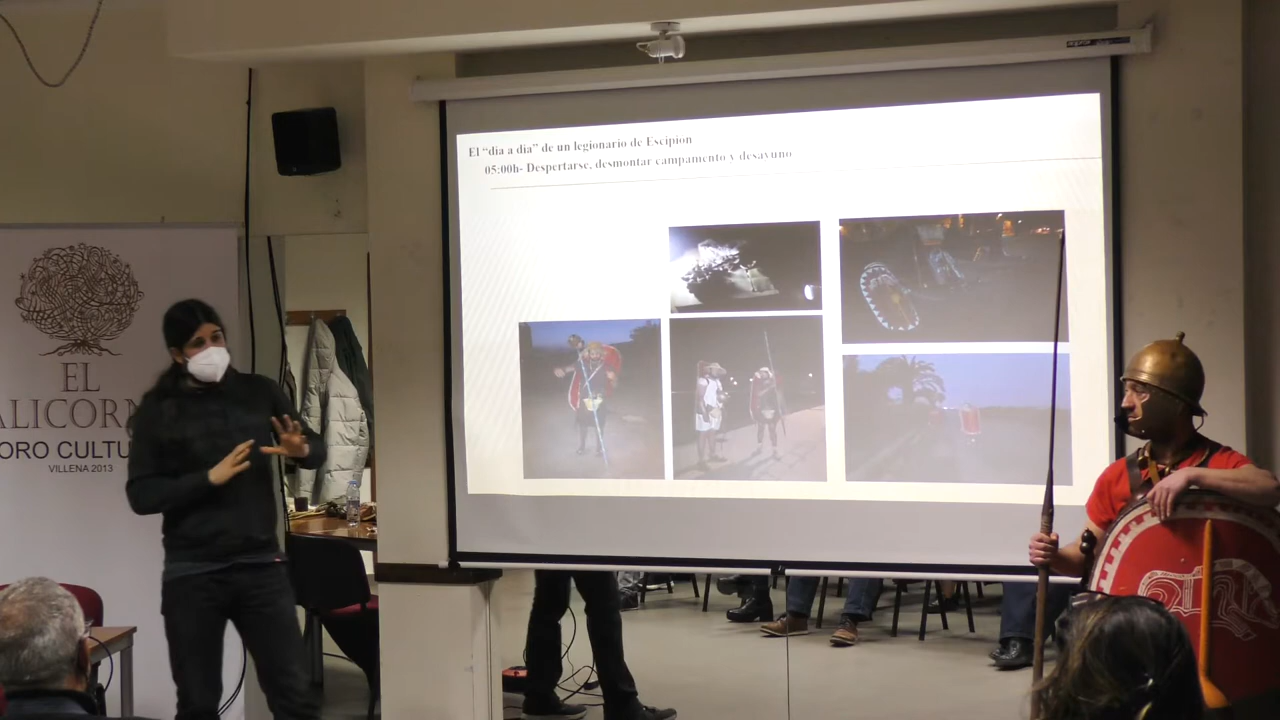 El "dia a dia" de un legionario de Escipión
05:00h- Despertarse, desmontar campamento y desayuno
EL
ALICORN
ORO CULTU
VILLENA 2013